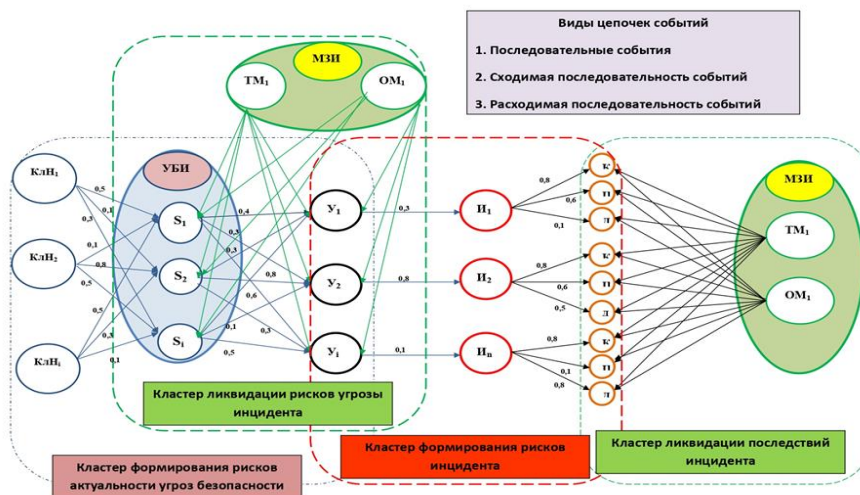 Виды цепочек событий
1. Последовательные события
2. Сходимая последовательность событий
3. Расходимая последовательность событий
МЗИ
ТМ₁
ОМ₁
КлН₁
КлН₂
КлНᵢ
УБИ
S₁
S₂
Sᵢ
0,5
0,1
0,3
0,1
0,8
0,5
0,5
0,3
0,1
0,4
0,3
0,3
0,8
0,6
0,1
0,3
0,5
У₁
У₂
Уᵢ
0,3
0,8
0,1
И₁
И₂
Иₙ
0,8
0,6
0,1
0,8
0,6
0,5
0,8
0,1
0,8
к
п
л
к
п
л
к
п
л
МЗИ
ТМ₁
ОМ₁
Кластер ликвидации рисков угрозы
инцидента
Кластер формирования рисков
актуальности угроз безопасности
Кластер формирования рисков
инцидента
Кластер ликвидации последствий
инцидента